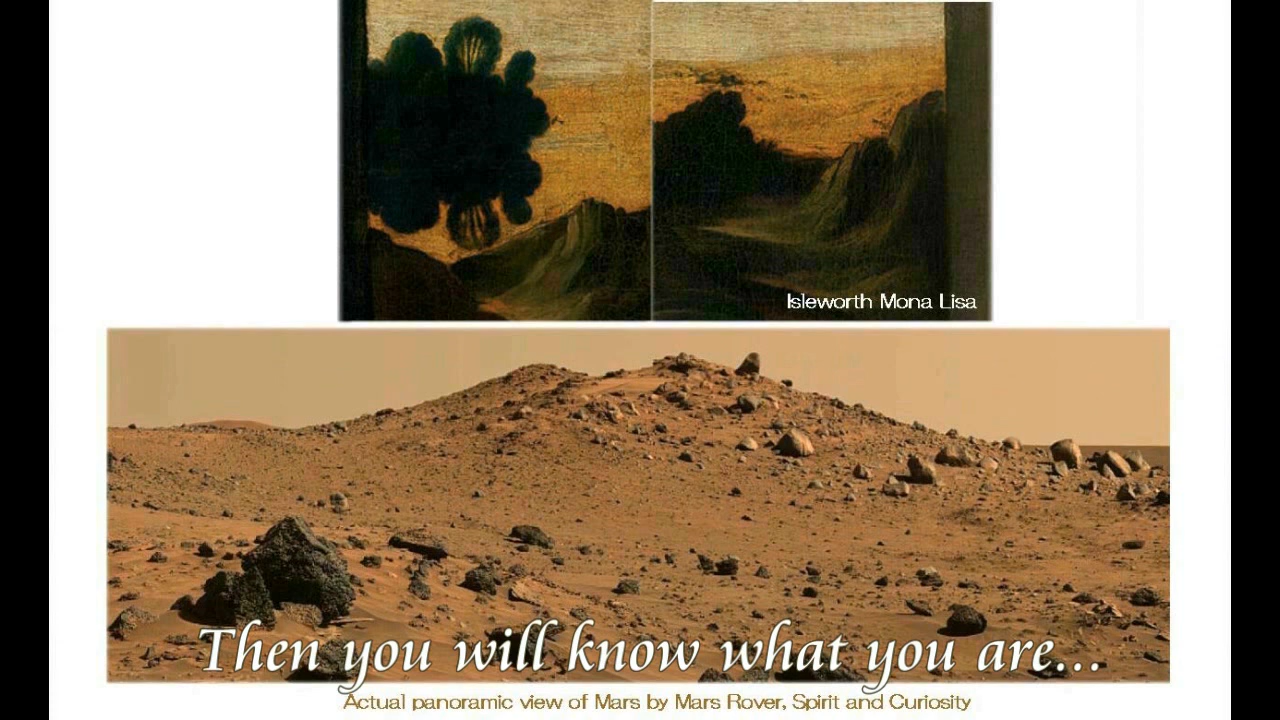 Isleworth Mona Lisa
Then you will know what you are...
Actual panoramic view of Mars by Mars Rover, Spirit and Curiosity